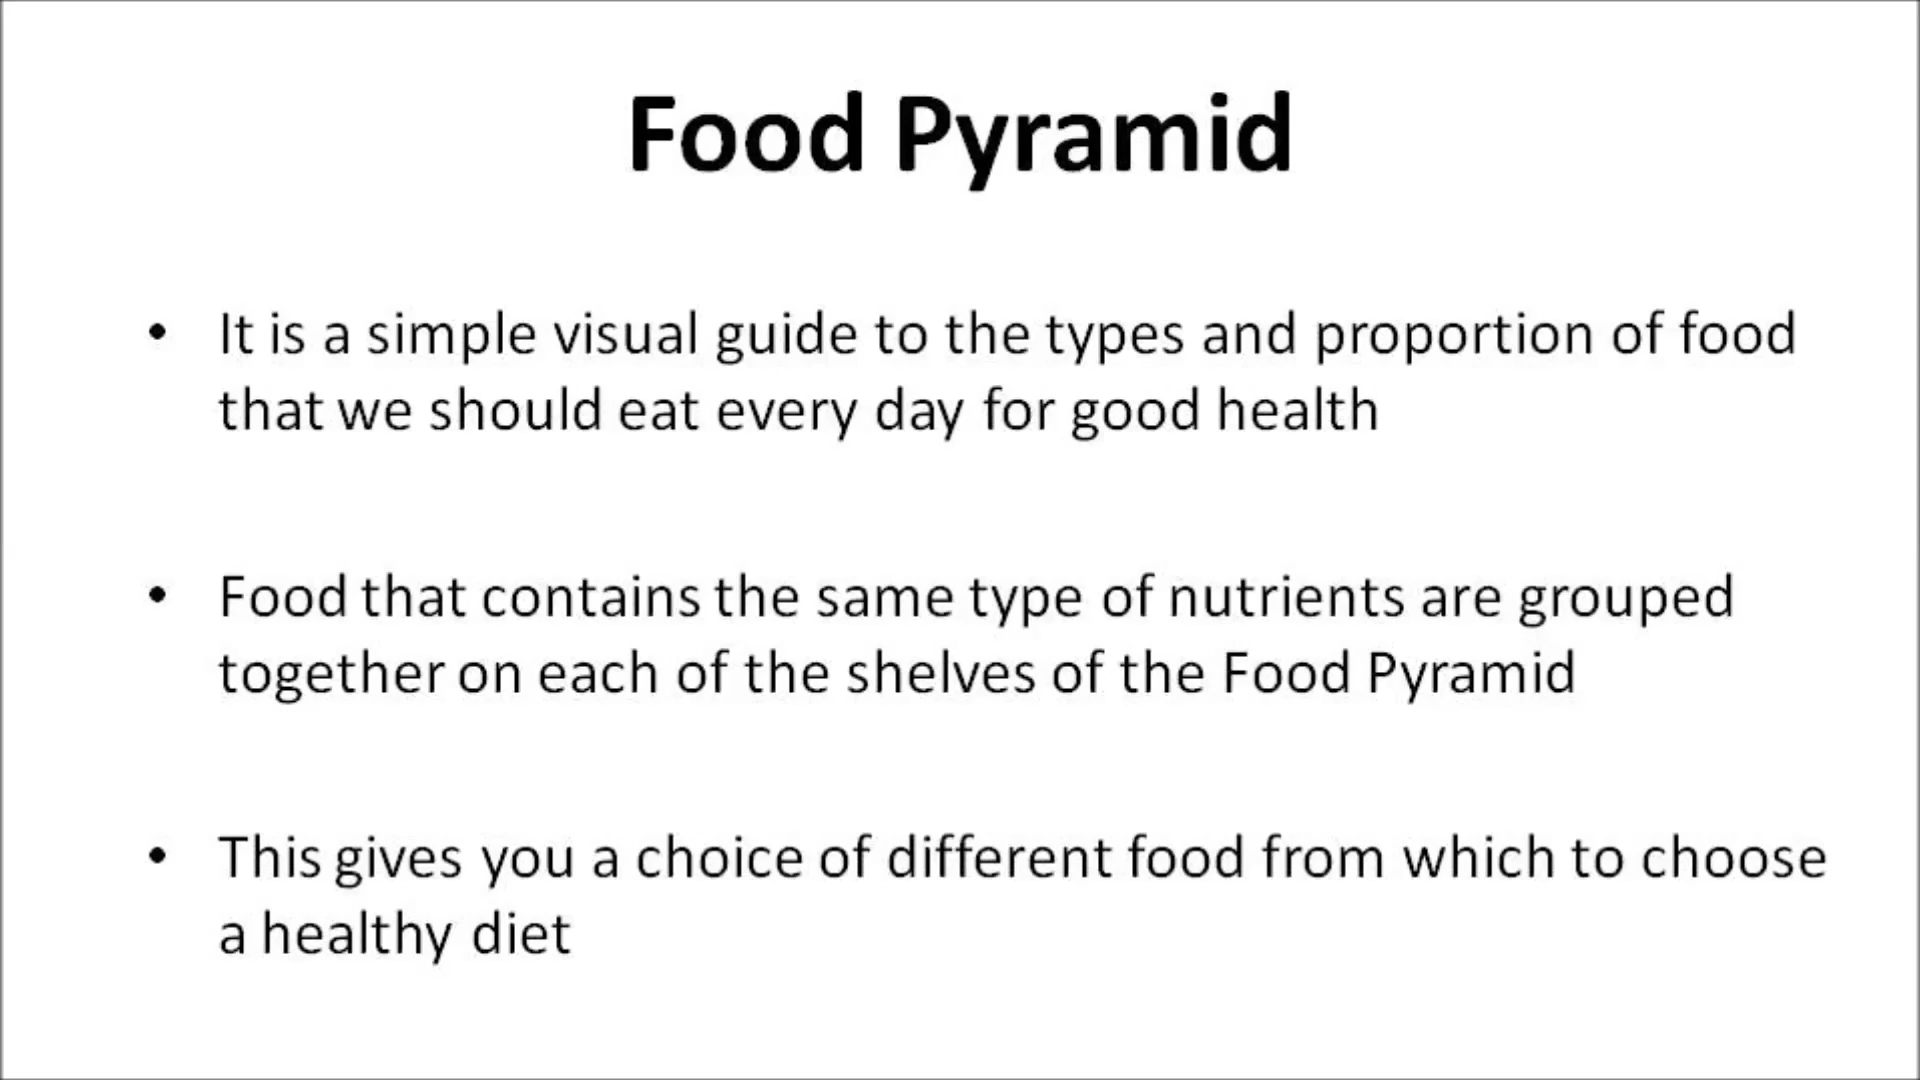 Food Pyramid
• It is a simple visual guide to the types and proportion of food
that we should eat every day for good health
• Food that contains the same type of nutrients are grouped
together on each of the shelves of the Food Pyramid
• This gives you a choice of different food from which to choose
a healthy diet